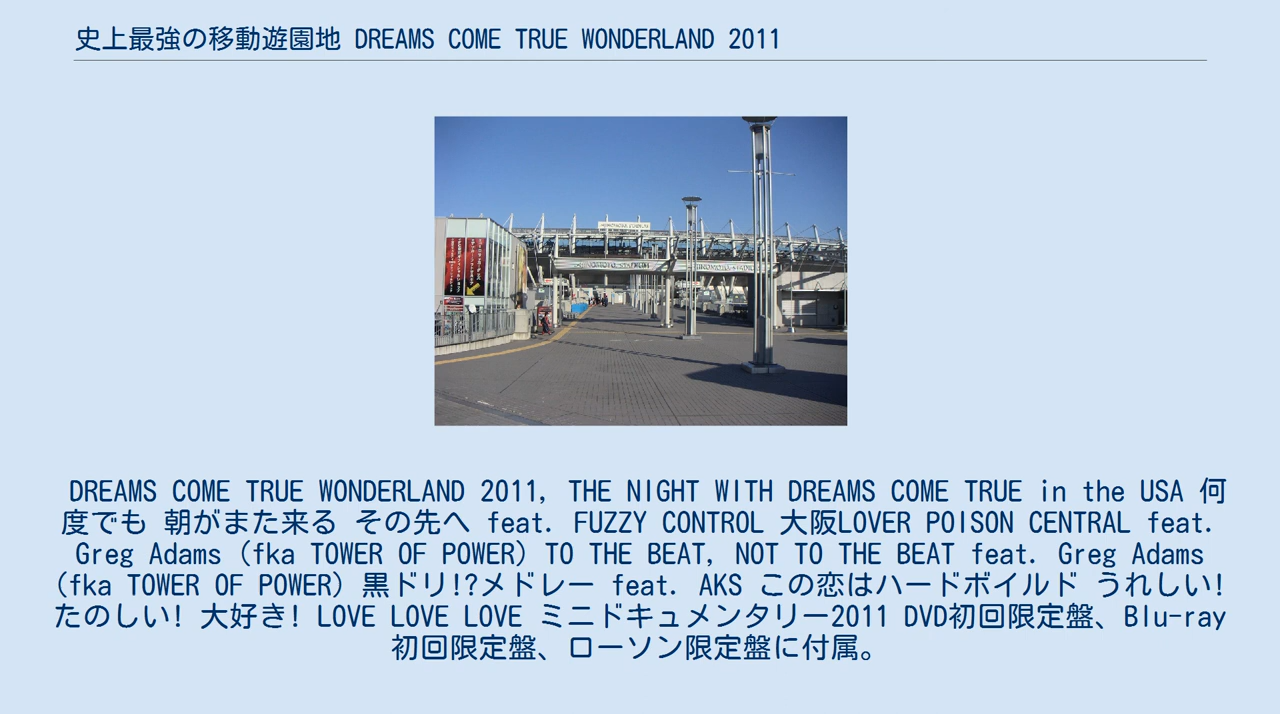 史上最強の移動遊園地 DREAMS COME TRUE WONDERLAND 2011
DREAMS COME TRUE WONDERLAND 2011, THE NIGHT WITH DREAMS COME TRUE in the USA 何
度でも 朝がまた来る その先へ feat. FUZZY CONTROL 大阪LOVER POISON CENTRAL feat.
Greg Adams (fka TOWER OF POWER) TO THE BEAT, NOT TO THE BEAT feat. Greg Adams
(fka TOWER OF POWER) 黒ドリ!?メドレー feat. AKS この恋はハードボイルド うれしい!
たのしい! 大好き! LOVE LOVE LOVE ミニドキュメンタリー2011 DVD初回限定盤、Blu-ray
初回限定盤、ローソン限定盤に付属。